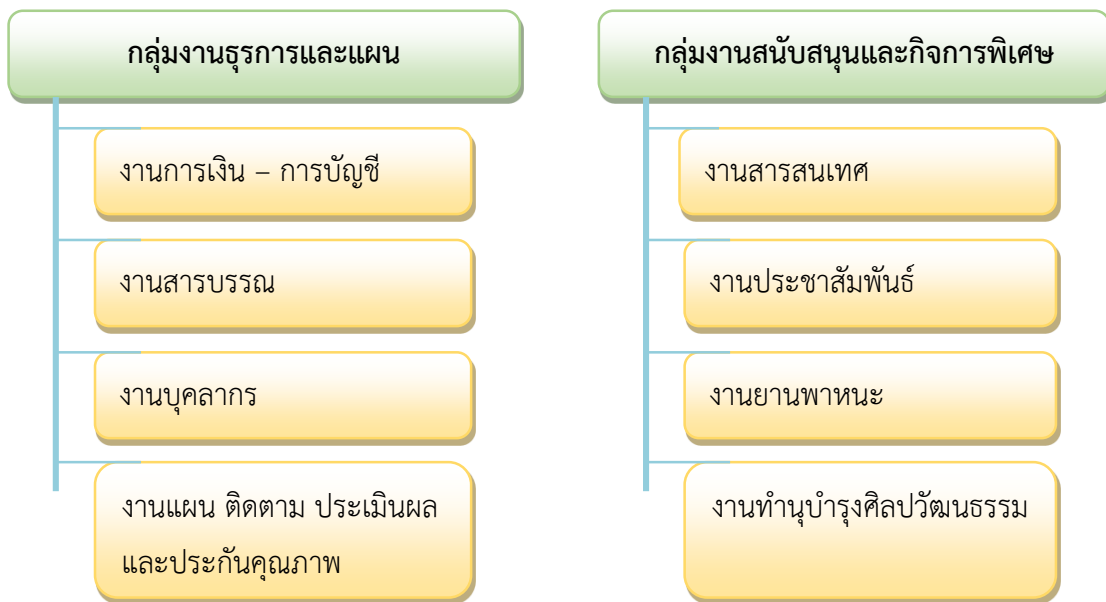 กลุ่มงานธุรการและแผน
งานการเงิน – การบัญชี
งานสารบรรณ
งานบุคลากร
งานแผน ติดตาม ประเมินผล
และประกันคุณภาพ
กลุ่มงานสนับสนุนและกิจการพิเศษ
งานสารสนเทศ
งานประชาสัมพันธ์
งานยานพาหนะ
งานทำนุบำรุงศิลปวัฒนธรรม